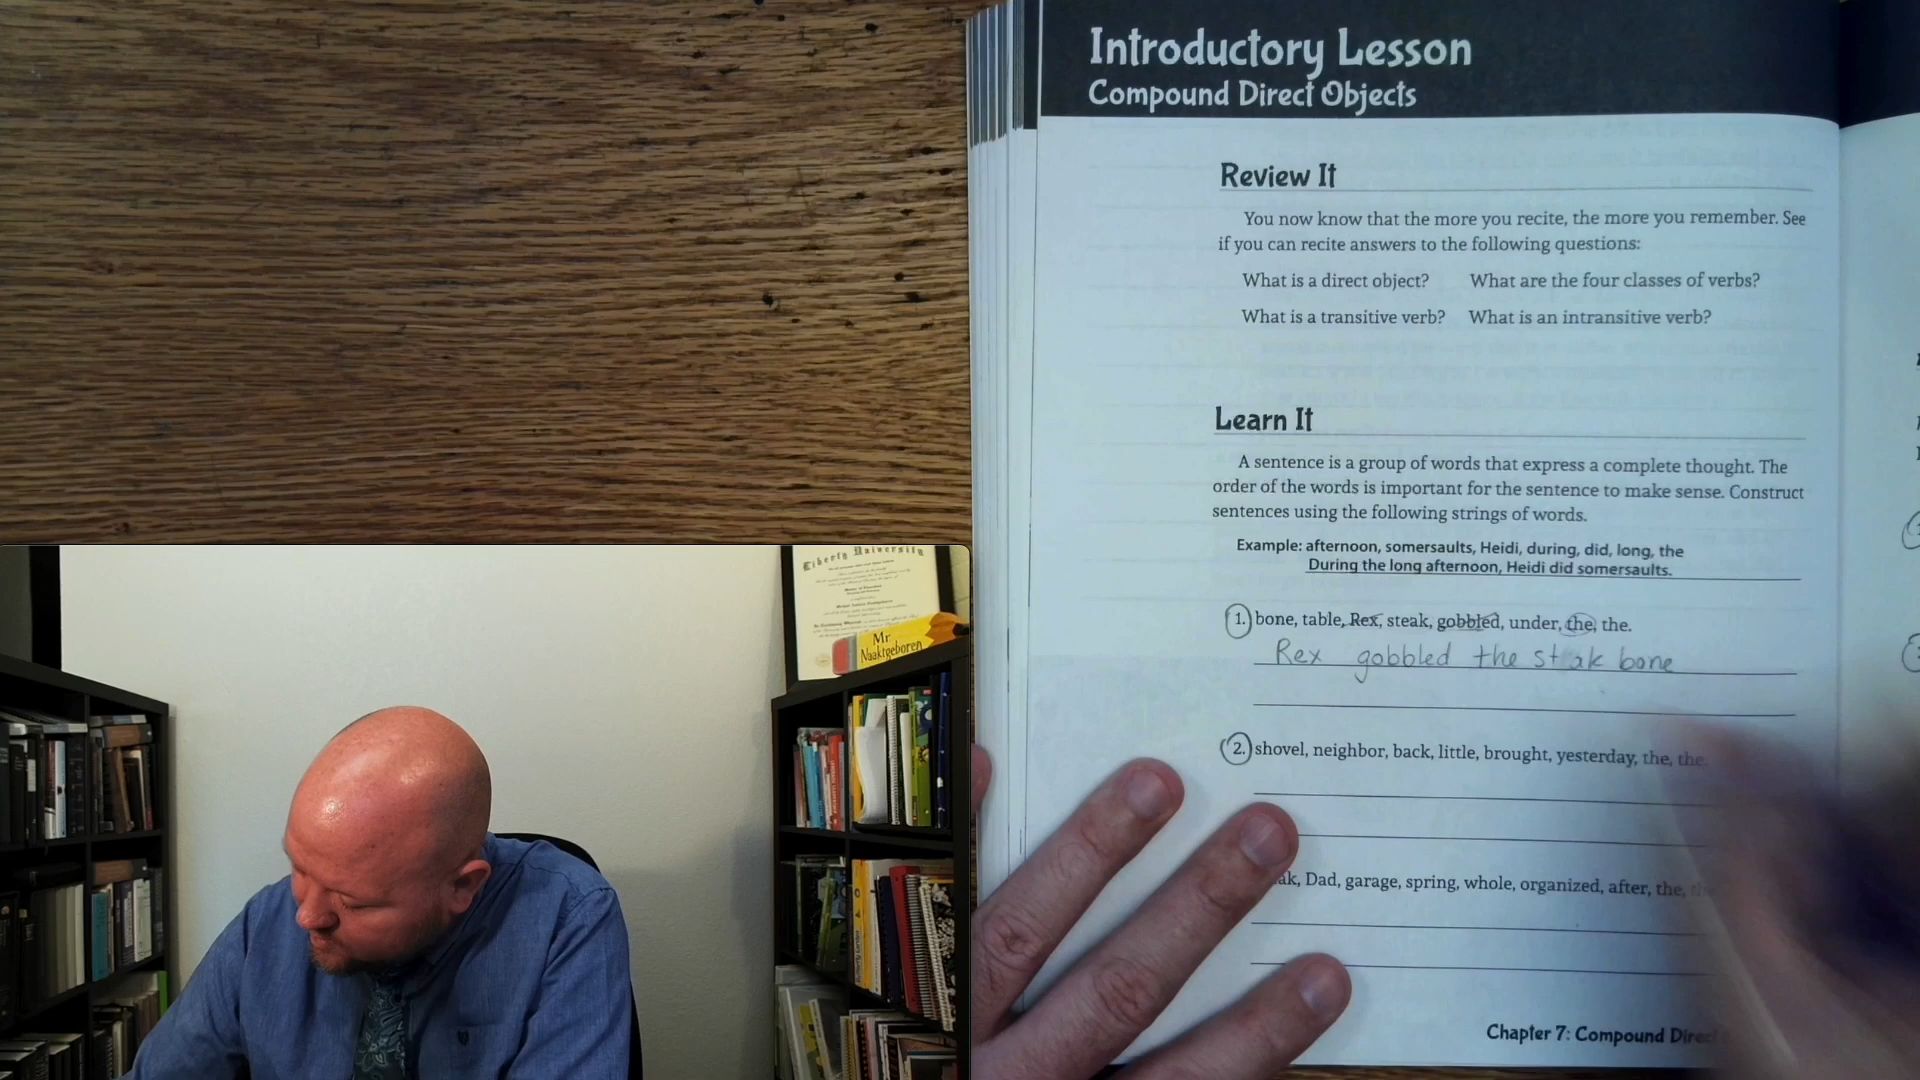 Introductory Lesson
Compound Direct Objects
Review It
You now know that the more you recite, the more you remember. See
if you can recite answers to the following questions:
What is a direct object? What are the four classes of verbs?
What is a transitive verb? What is an intransitive verb?
Learn It
A sentence is a group of words that express a complete thought. The
order of the words is important for the sentence to make sense. Construct
sentences using the following strings of words.
Example: afternoon, somersaults, Heidi, during, did, long, the
During the long afternoon, Heidi did somersaults.
1. bone, table, Rex, steak, gobbled, under, the, the.
Rex gobbled the steak bone
2. shovel, neighbor, back, little, brought, yesterday, the, the.
Dad, garage, spring, whole, organized, after, the,
Chapter 7: Compound
Liberty University
Mr
Naaktgeboren